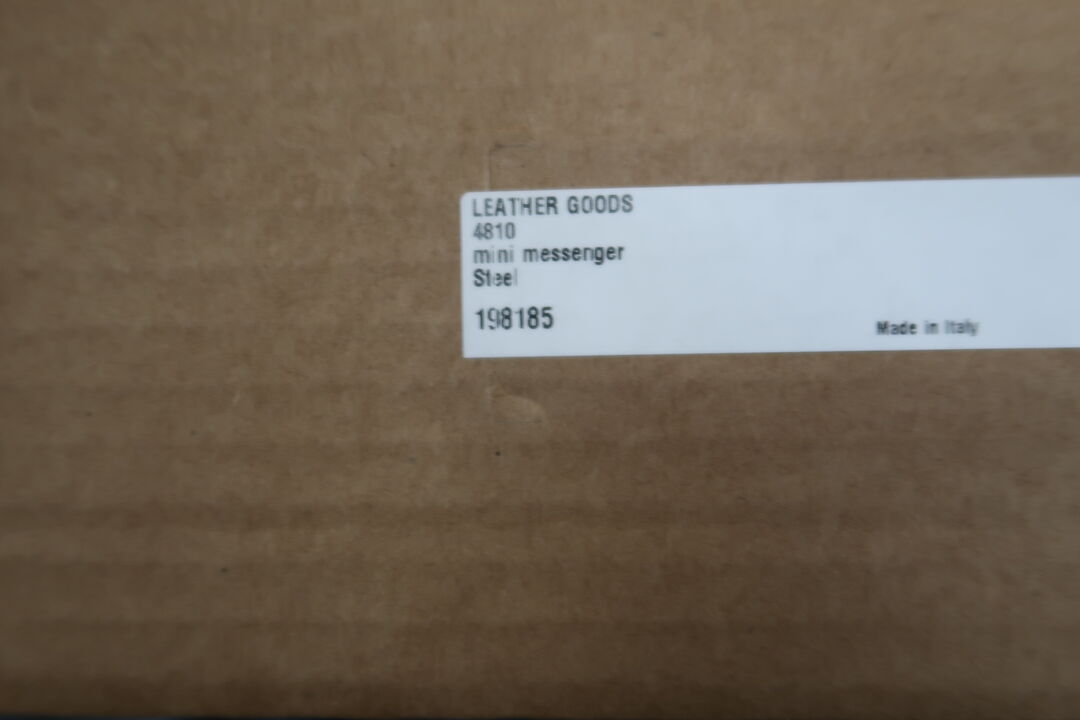 LEATHER GOODS
4810
mini messenger
Steel
198185
Made in Italy